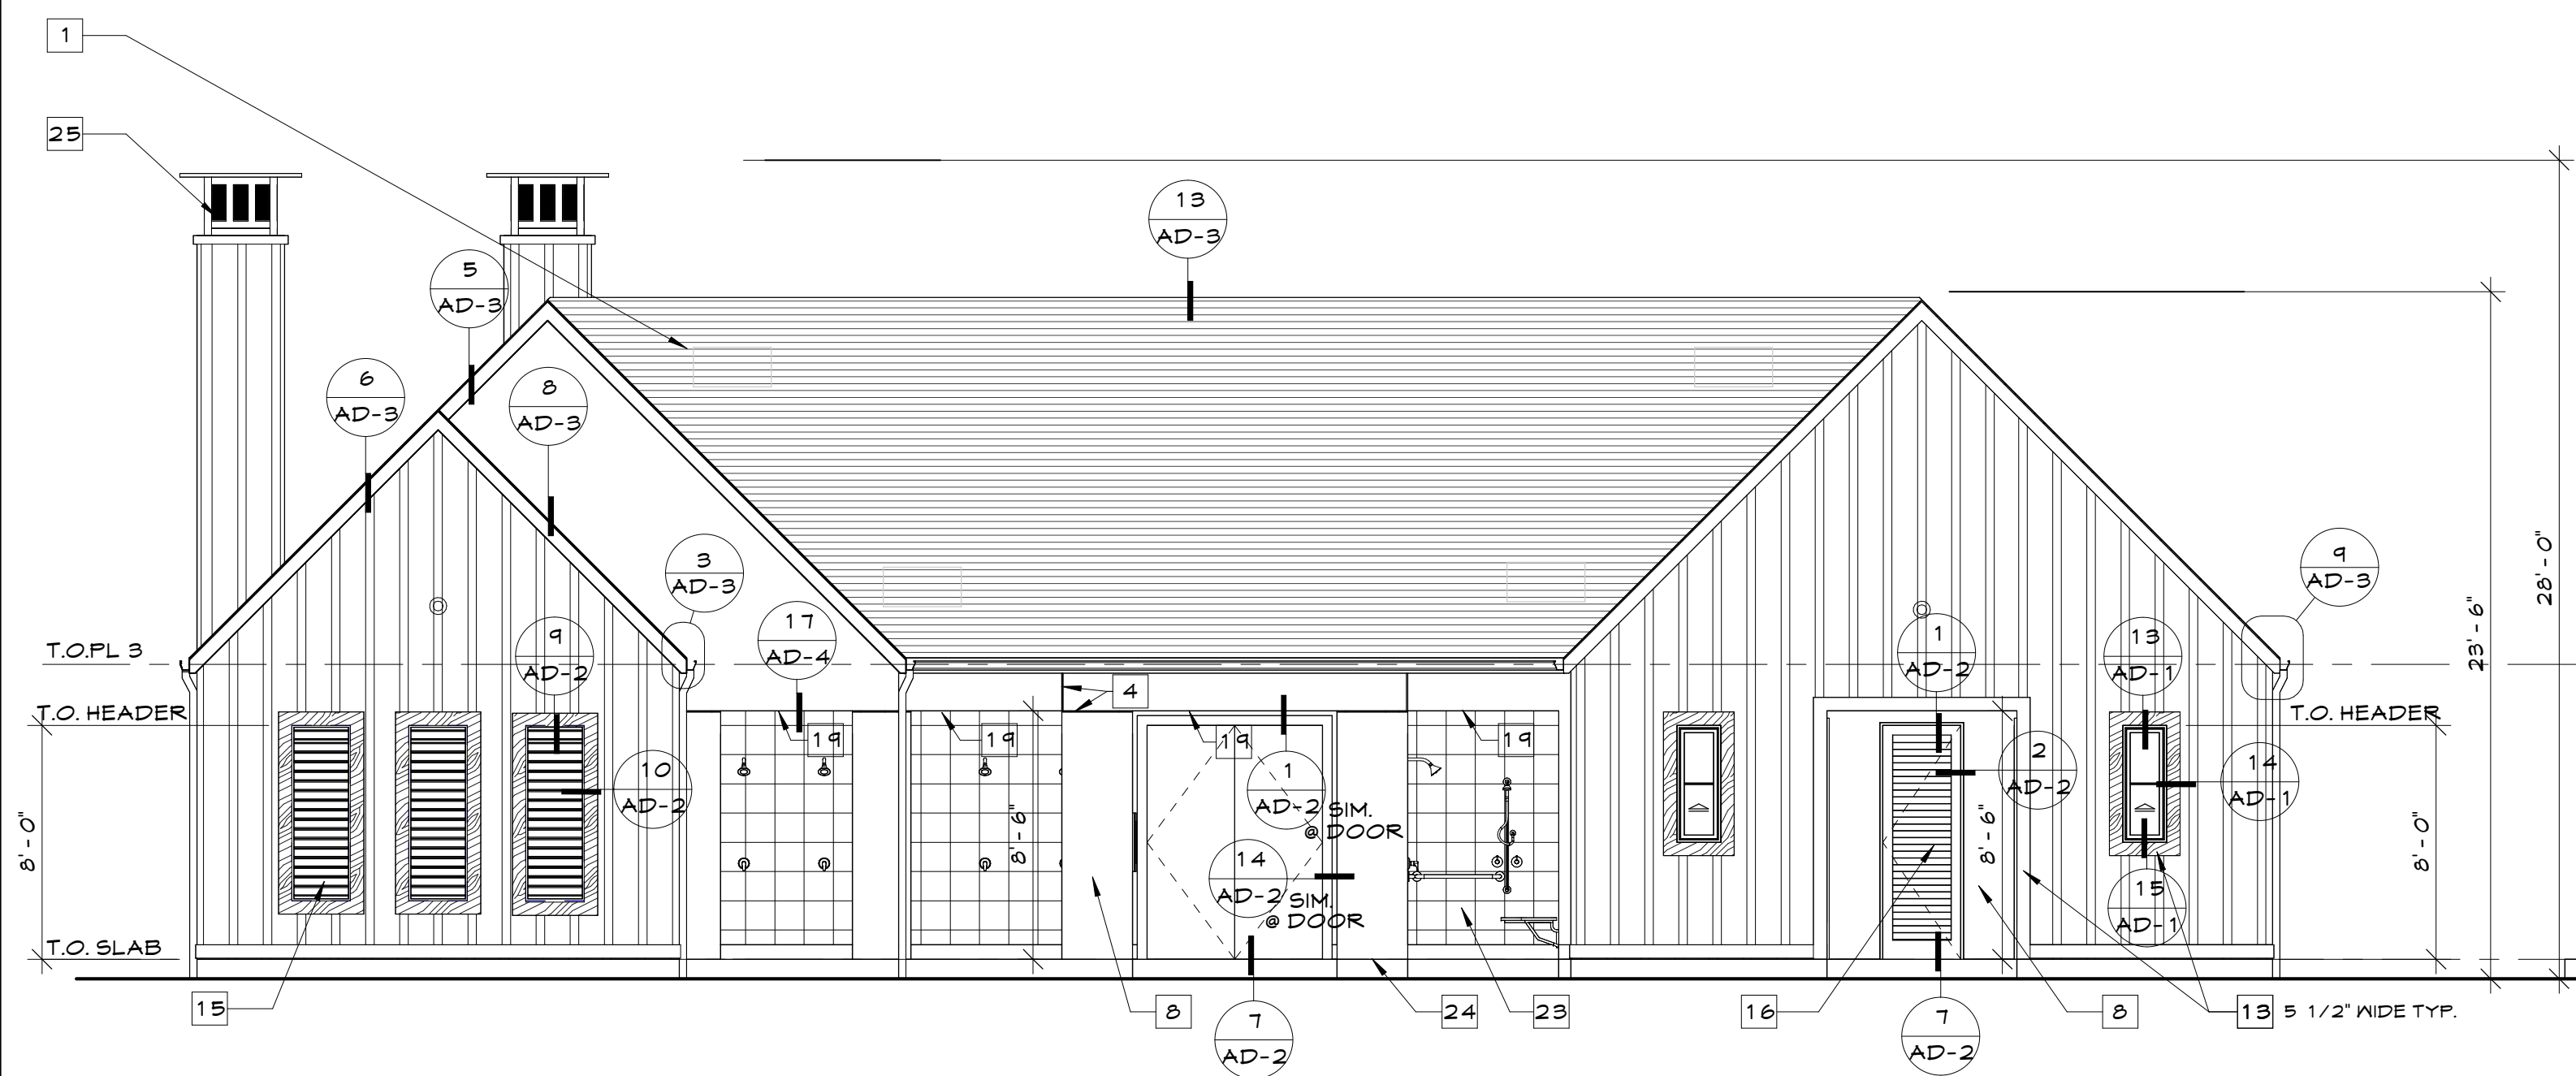 1
25
13
AD-3
5
AD-3
6
AD-3
8
AD-3
3
AD-3
9
AD-3
28'-0"
23'-6"
T.O.PL 3
9
AD-2
17
AD-4
1
AD-2
13
AD-1
4
T.O. HEADER
T.O. HEADER
19
19
19
19
10
AD-2
1
AD-2
SIM.
@ DOOR
2
AD-2
14
AD-1
8'-0"
8'-6"
8'-6"
8'-0"
14
AD-2
SIM.
@ DOOR
15
AD-1
T.O. SLAB
15
8
24
23
16
8
13 5 1/2" WIDE TYP.
7
AD-2
7
AD-2